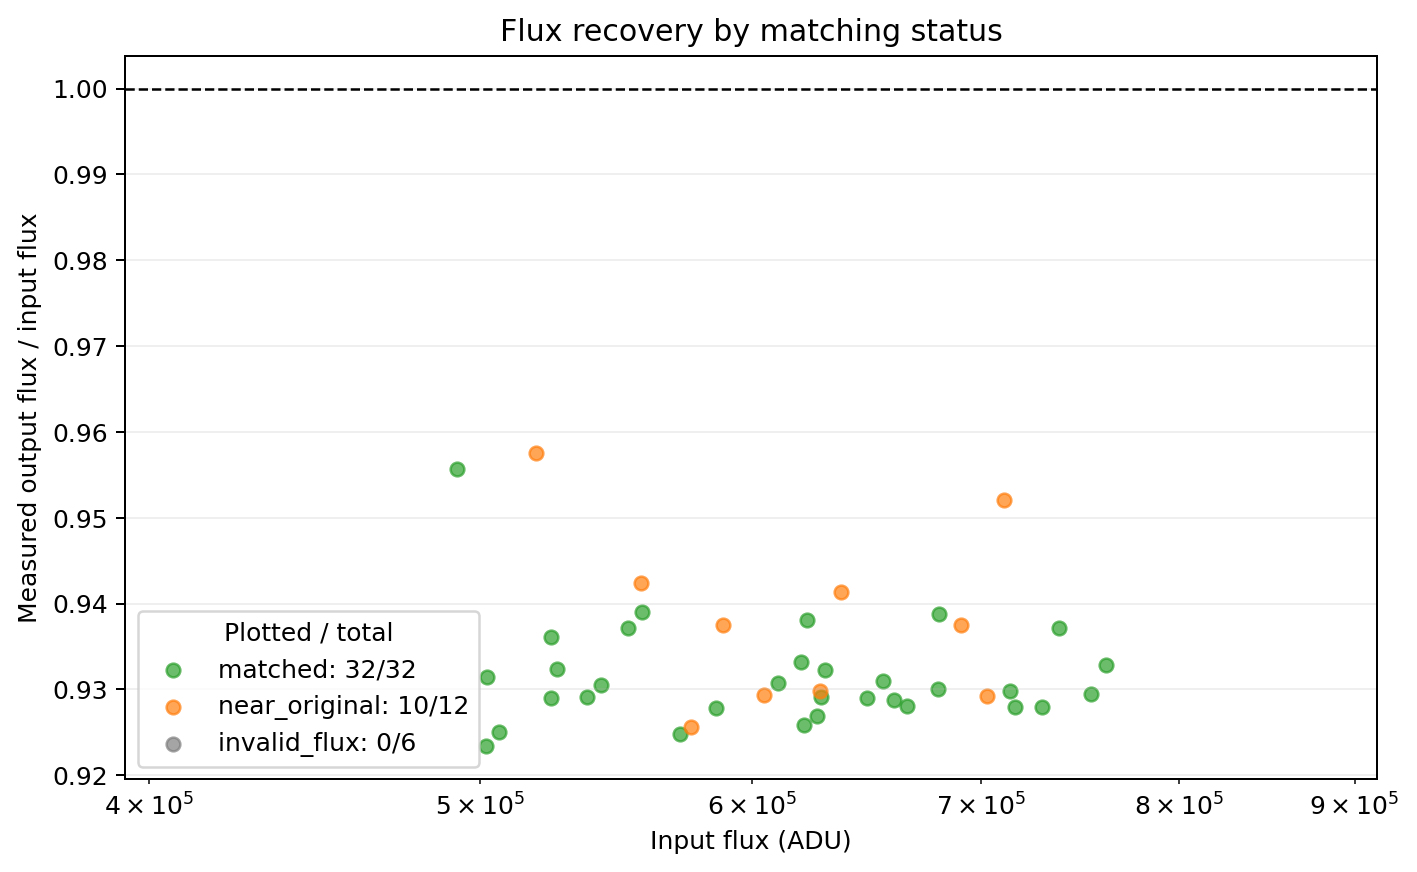 Flux recovery by matching status
Measured output flux / input flux
1.00
0.99
0.98
0.97
0.96
0.95
0.94
0.93
0.92
Plotted / total
matched: 32/32
near_original: 10/12
invalid_flux: 0/6
4 × 10⁵
5 × 10⁵
6 × 10⁵
7 × 10⁵
8 × 10⁵
9 × 10⁵
Input flux (ADU)